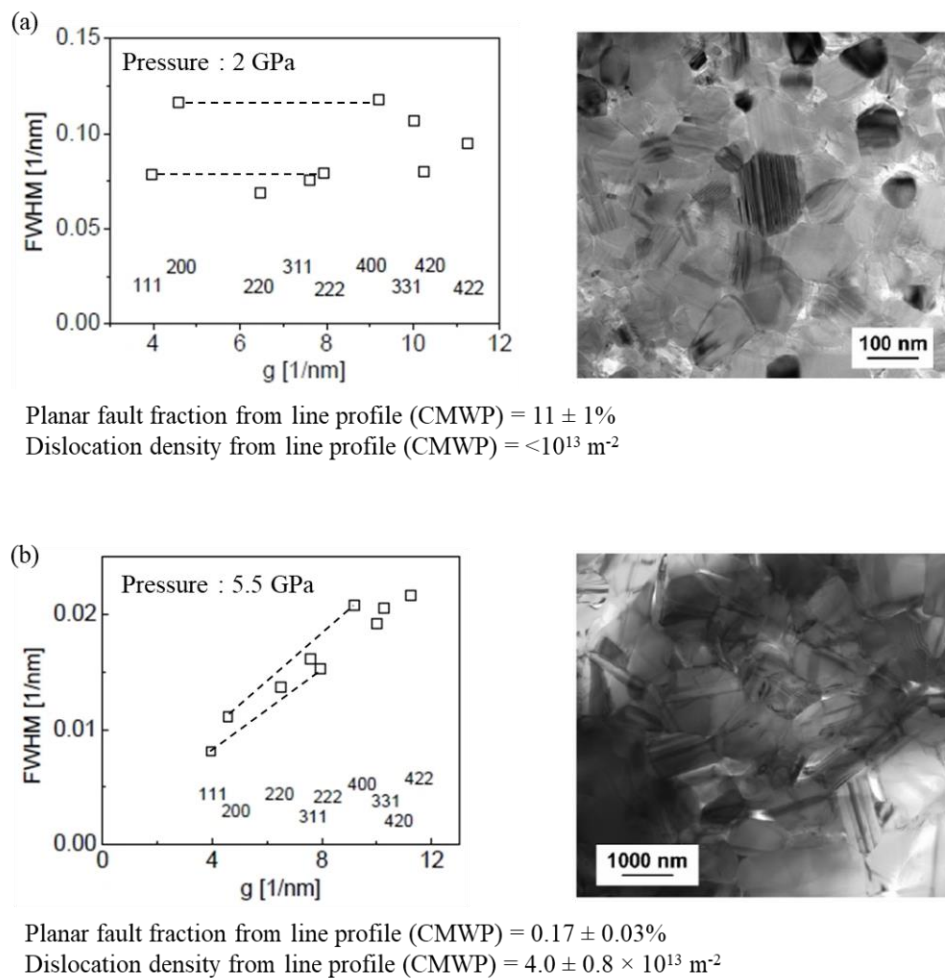 (a)
0.15
Pressure : 2 GPa
0.10
FWHM [1/nm]
0.05
111 200 220 311 222 400 331 420 422
0.00
4 6 8 10 12
g [1/nm]
100 nm
Planar fault fraction from line profile (CMWP) = 11 ± 1%
Dislocation density from line profile (CMWP) = <10¹³ m⁻²
(b)
Pressure : 5.5 GPa
0.02
FWHM [1/nm]
0.01
111 200 220 311 222 400 331 420 422
0.00
0 4 8 12
g [1/nm]
1000 nm
Planar fault fraction from line profile (CMWP) = 0.17 ± 0.03%
Dislocation density from line profile (CMWP) = 4.0 ± 0.8 × 10¹³ m⁻²